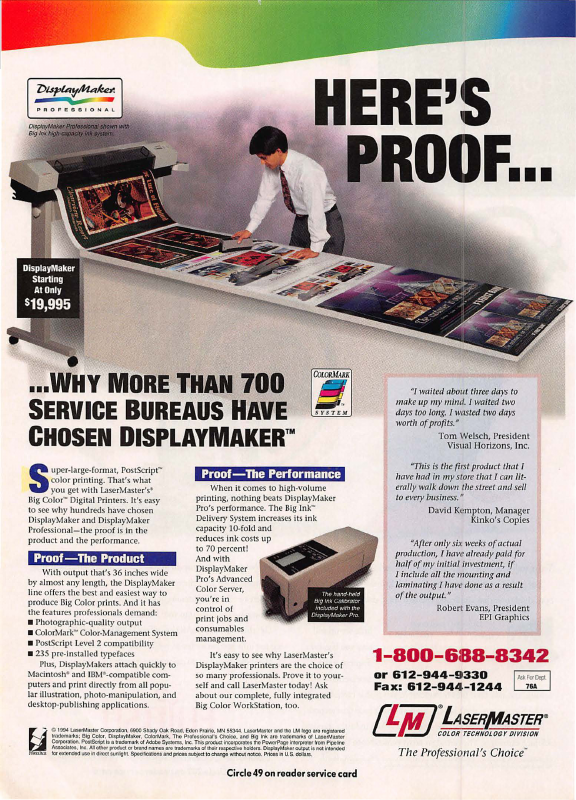 DisplayMaker®
PROFESSIONAL
DisplayMaker Professional shown with
Big Ink high-capacity ink system.
HERE'S
PROOF...
DisplayMaker
Starting
At Only
$19,995
...WHY MORE THAN 700
SERVICE BUREAUS HAVE
CHOSEN DISPLAYMAKER™
COLORMARK
SYSTEM
Super-large-format, PostScript™
color printing. That's what
you get with LaserMaster's®
Big Color™ Digital Printers. It's easy
to see why hundreds have chosen
DisplayMaker and DisplayMaker
Professional—the proof is in the
product and the performance.
Proof—The Product
With output that's 36 inches wide
by almost any length, the DisplayMaker
line offers the best and easiest way to
produce Big Color prints. And it has
the features professionals demand:
■ Photographic-quality output
■ ColorMark™ Color-Management System
■ PostScript Level 2 compatibility
■ 235 pre-installed typefaces
Plus, DisplayMakers attach quickly to
Macintosh® and IBM®-compatible com-
puters and print directly from all popu-
lar illustration, photo-manipulation, and
desktop-publishing applications.
Proof—The Performance
When it comes to high-volume
printing, nothing beats DisplayMaker
Pro's performance. The Big Ink™
Delivery System increases its ink
capacity 10-fold and
reduces ink costs up
to 70 percent!
And with
DisplayMaker
Pro's Advanced
Color Server,
you're in
control of
print jobs and
consumables
management.
The hand-held
Big Ink Calibrator
included with the
DisplayMaker Pro.
It's easy to see why LaserMaster's
DisplayMaker printers are the choice of
so many professionals. Prove it to your-
self and call LaserMaster today! Ask
about our complete, fully integrated
Big Color WorkStation, too.
"I waited about three days to
make up my mind. I waited two
days too long. I wasted two days
worth of profits."
Tom Welsch, President
Visual Horizons, Inc.
"This is the first product that I
have had in my store that I can lit-
erally walk down the street and sell
to every business."
David Kempton, Manager
Kinko's Copies
"After only six weeks of actual
production, I have already paid for
half of my initial investment, if
I include all the mounting and
laminating I have done as a result
of the output."
Robert Evans, President
EPI Graphics
1-800-688-8342
or 612-944-9330
Fax: 612-944-1244
Ask For Dept.
76A
LM® LASERMASTER®
COLOR TECHNOLOGY DIVISION
The Professional's Choice™
© 1994 LaserMaster Corporation, 6900 Shady Oak Road, Eden Prairie, MN 55344. LaserMaster and the LM logo are registered
trademarks; Big Color, DisplayMaker, ColorMark, The Professional's Choice, and Big Ink are trademarks of LaserMaster
Corporation. PostScript is a trademark of Adobe Systems, Inc. This product incorporates the PowerPage Interpreter from Pipeline
Associates, Inc. All other product or brand names are trademarks of their respective holders. DisplayMaker output is not intended
for extended use in direct sunlight. Specifications and prices subject to change without notice. Prices in U.S. dollars.
Circle 49 on reader service card